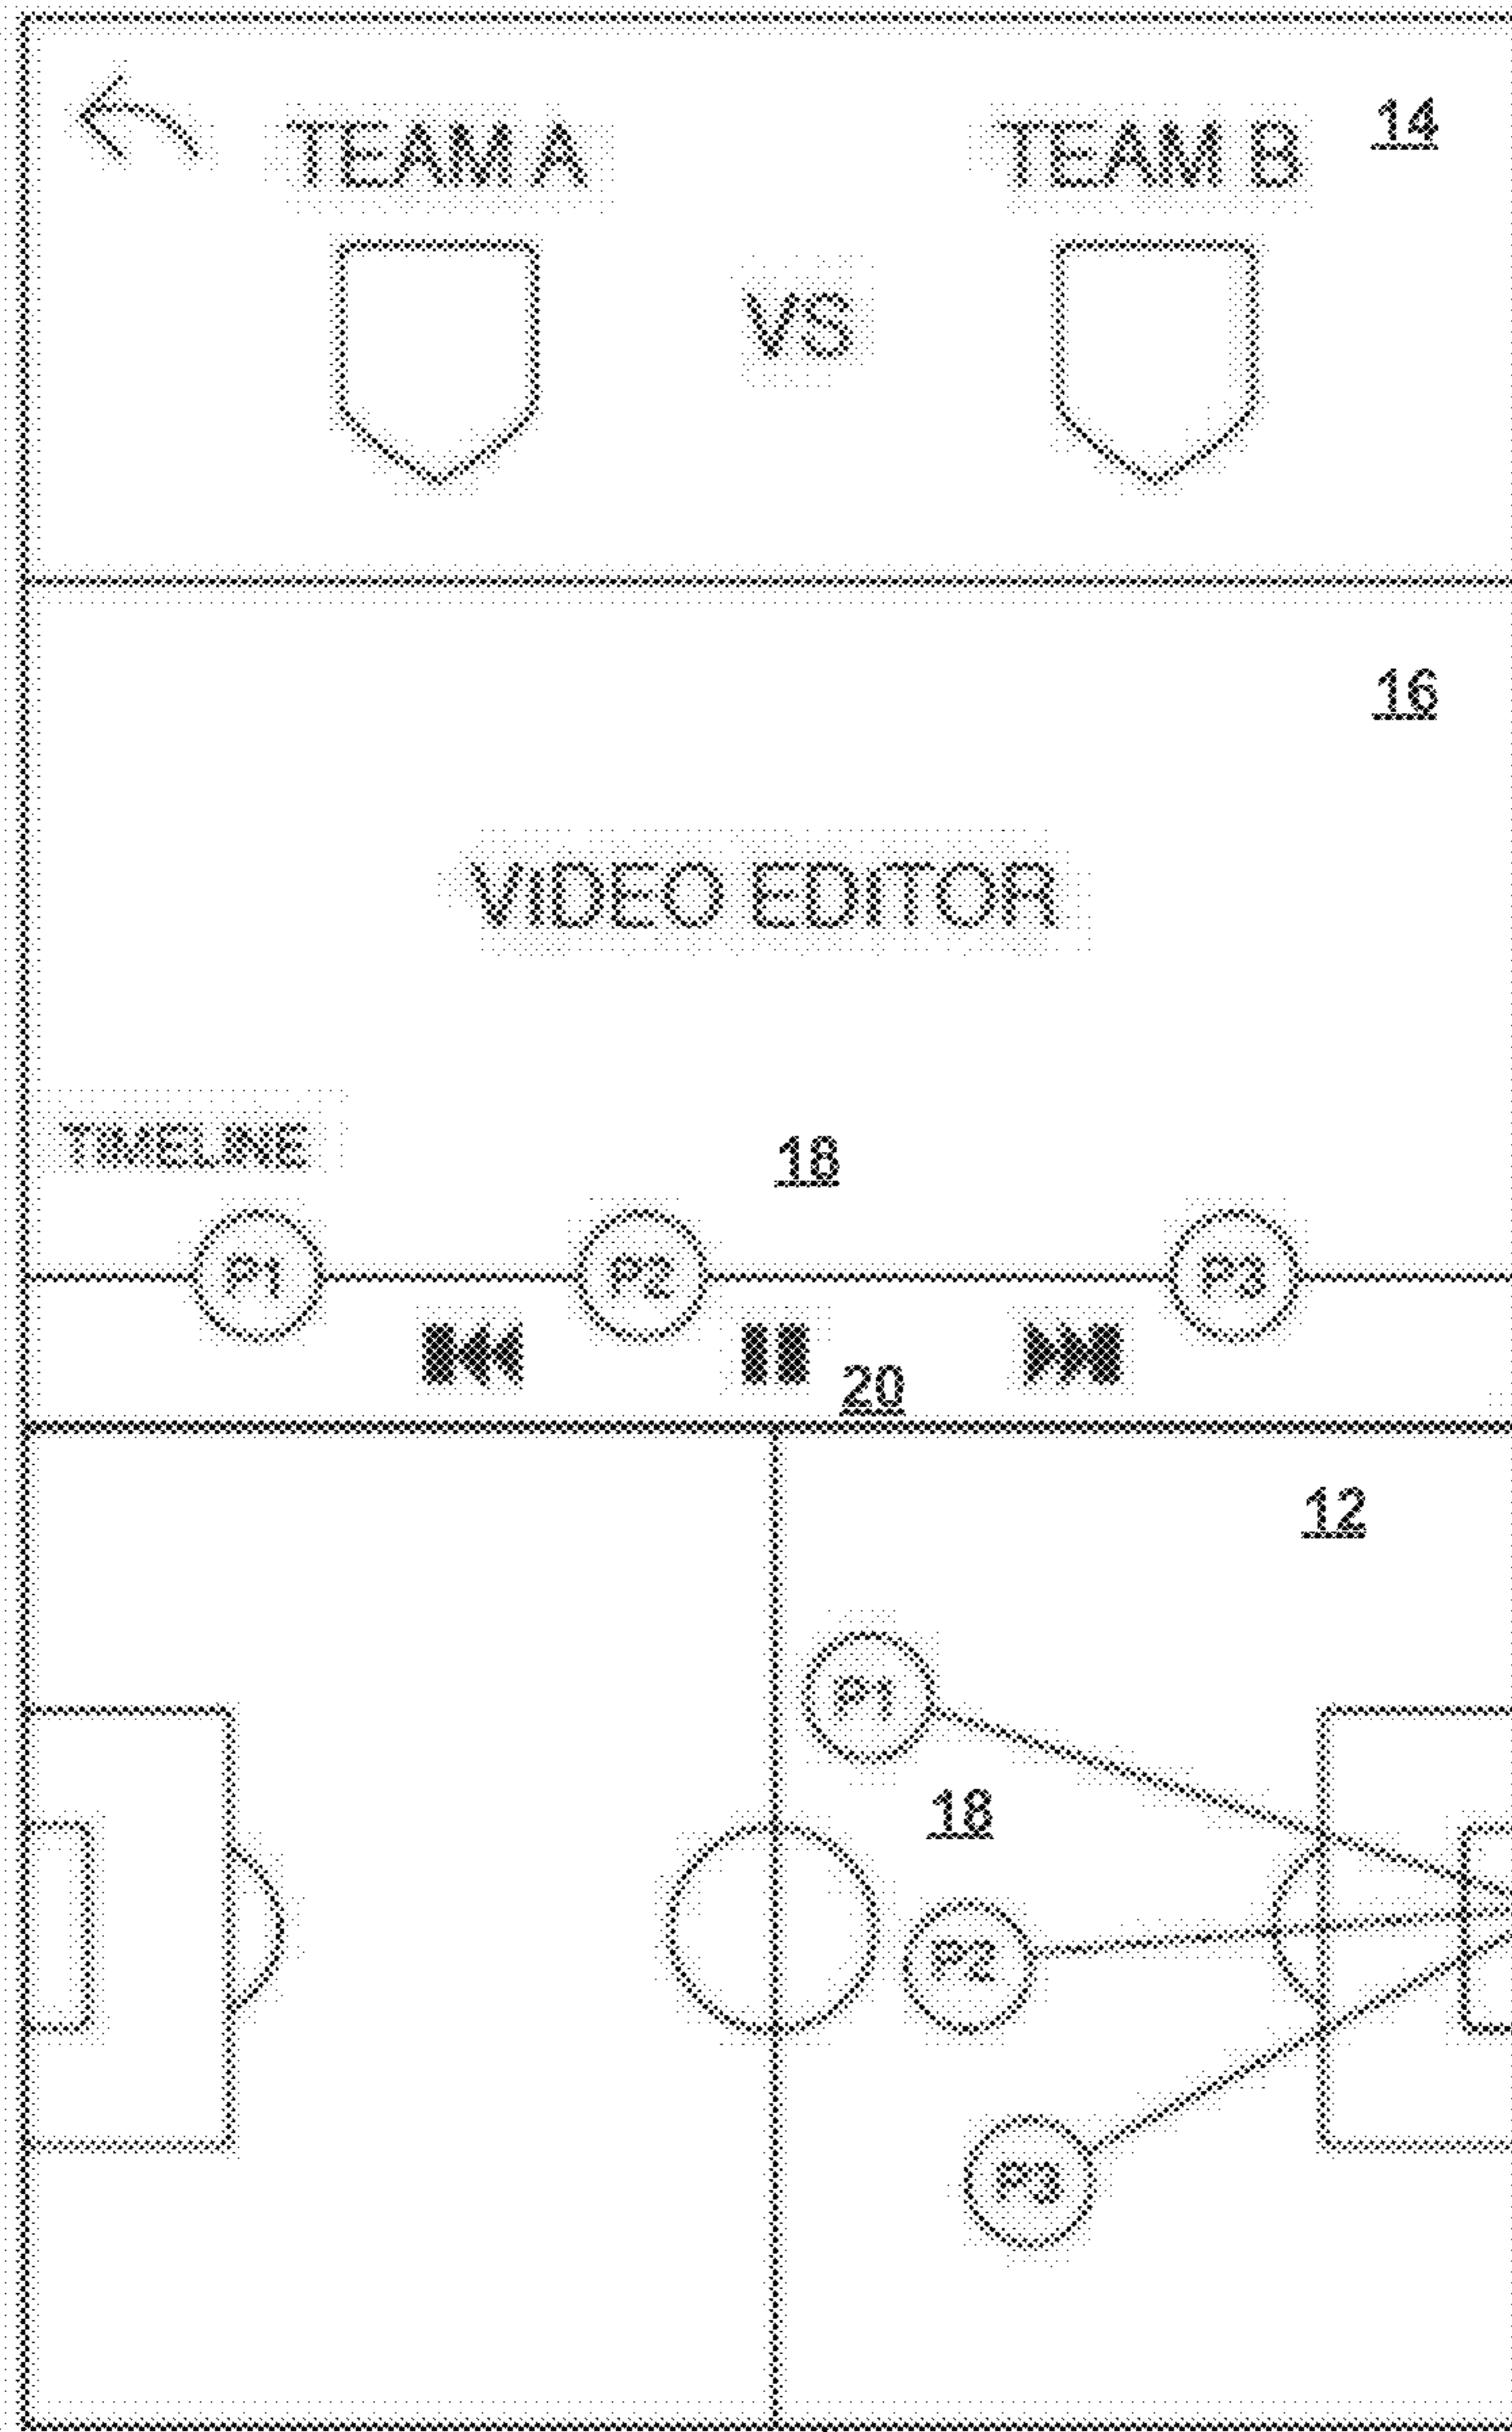 TEAM A TEAM B 14
VS
16
VIDEO EDITOR
TIMELINE 18
P1 P2 P3
20
12
P1
18
P2
P3